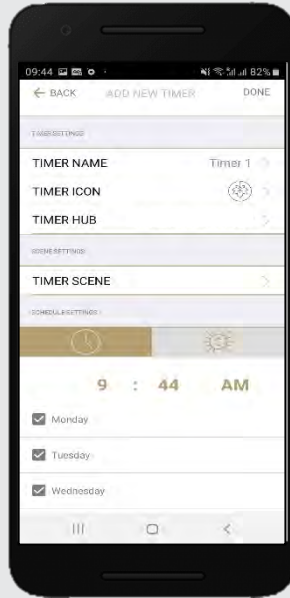 09:44 82%
← BACK ADD NEW TIMER DONE
TIMER SETTINGS
TIMER NAME Timer 1 >
TIMER ICON >
TIMER HUB >
SCENE SETTINGS
TIMER SCENE >
SCHEDULE SETTINGS
9 : 44 AM
Monday
Tuesday
Wednesday